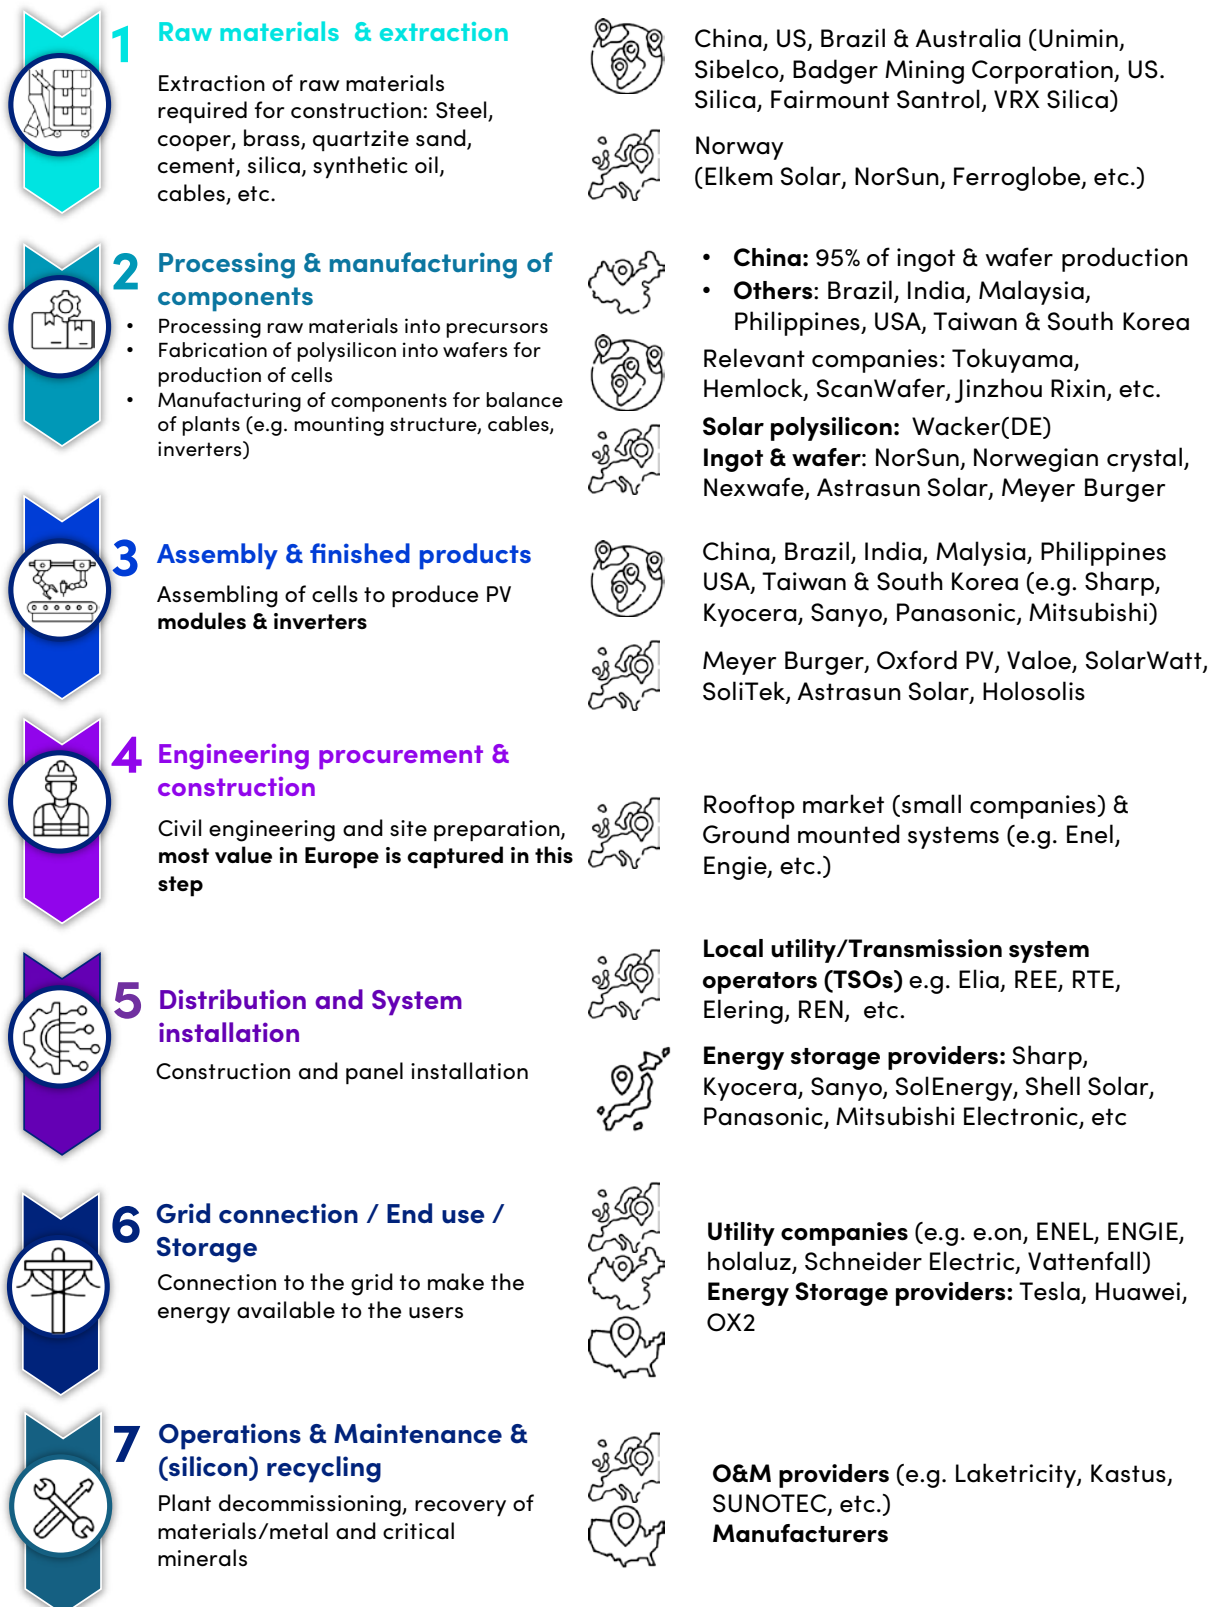 1
Raw materials & extraction
Extraction of raw materials
required for construction: Steel,
cooper, brass, quartzite sand,
cement, silica, synthetic oil,
cables, etc.
China, US, Brazil & Australia (Unimin,
Sibelco, Badger Mining Corporation, US.
Silica, Fairmount Santrol, VRX Silica)
Norway
(Elkem Solar, NorSun, Ferroglobe, etc.)
2
Processing & manufacturing of
components
• Processing raw materials into precursors
• Fabrication of polysilicon into wafers for
production of cells
• Manufacturing of components for balance
of plants (e.g. mounting structure, cables,
inverters)
• China: 95% of ingot & wafer production
• Others: Brazil, India, Malaysia,
Philippines, USA, Taiwan & South Korea
Relevant companies: Tokuyama,
Hemlock, ScanWafer, Jinzhou Rixin, etc.
Solar polysilicon: Wacker(DE)
Ingot & wafer: NorSun, Norwegian crystal,
Nexwafe, Astrasun Solar, Meyer Burger
3
Assembly & finished products
Assembling of cells to produce PV
modules & inverters
China, Brazil, India, Malysia, Philippines
USA, Taiwan & South Korea (e.g. Sharp,
Kyocera, Sanyo, Panasonic, Mitsubishi)
Meyer Burger, Oxford PV, Valoe, SolarWatt,
SoliTek, Astrasun Solar, Holosolis
4
Engineering procurement &
construction
Civil engineering and site preparation,
most value in Europe is captured in this
step
Rooftop market (small companies) &
Ground mounted systems (e.g. Enel,
Engie, etc.)
5
Distribution and System
installation
Construction and panel installation
Local utility/Transmission system
operators (TSOs) e.g. Elia, REE, RTE,
Elering, REN, etc.
Energy storage providers: Sharp,
Kyocera, Sanyo, SolEnergy, Shell Solar,
Panasonic, Mitsubishi Electronic, etc
6
Grid connection / End use /
Storage
Connection to the grid to make the
energy available to the users
Utility companies (e.g. e.on, ENEL, ENGIE,
holaluz, Schneider Electric, Vattenfall)
Energy Storage providers: Tesla, Huawei,
OX2
7
Operations & Maintenance &
(silicon) recycling
Plant decommissioning, recovery of
materials/metal and critical
minerals
O&M providers (e.g. Laketricity, Kastus,
SUNOTEC, etc.)
Manufacturers